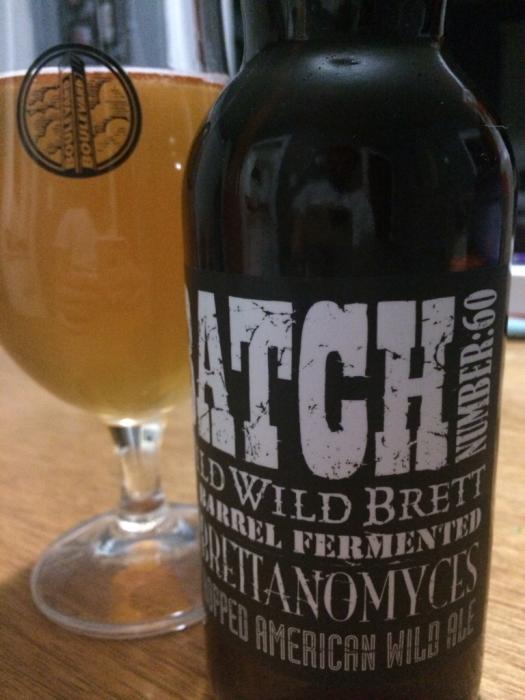 ATCH
NUMBER:60
LD WILD BRETT
BARREL FERMENTED
BRETTANOMYCES
OPPED AMERICAN WILD ALE